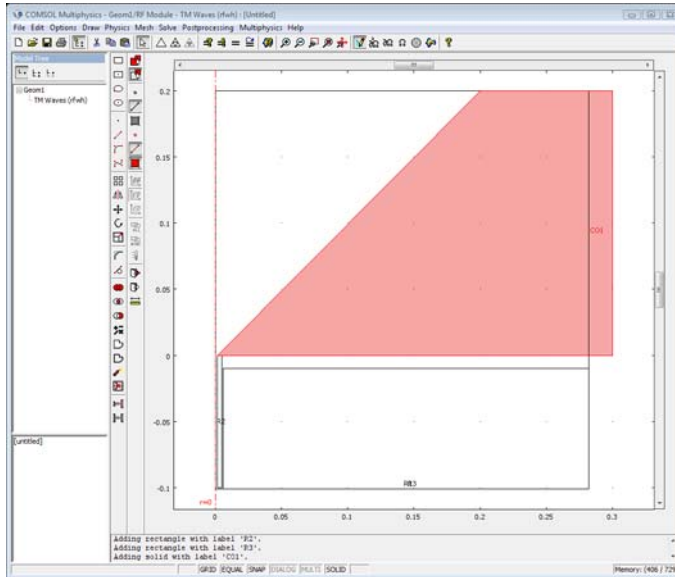 COMSOL Multiphysics - Geom1/RF Module - TM Waves (rfwh) : [Untitled]
File Edit Options Draw Physics Mesh Solve Postprocessing Multiphysics Help
Model Tree
Geom1
TM Waves (rfwh)
0.2
0.15
0.1
CO1
0.05
0
-0.05
R2
[untitled]
-0.1
r=0
0 0.05 0.1 0.15 0.2 0.25 0.3
Adding rectangle with label 'R2'.
Adding rectangle with label 'R3'.
Adding solid with label 'CO1'.
GRID EQUAL SNAP DIALOG MULTI SOLID
Memory: (406 / 729